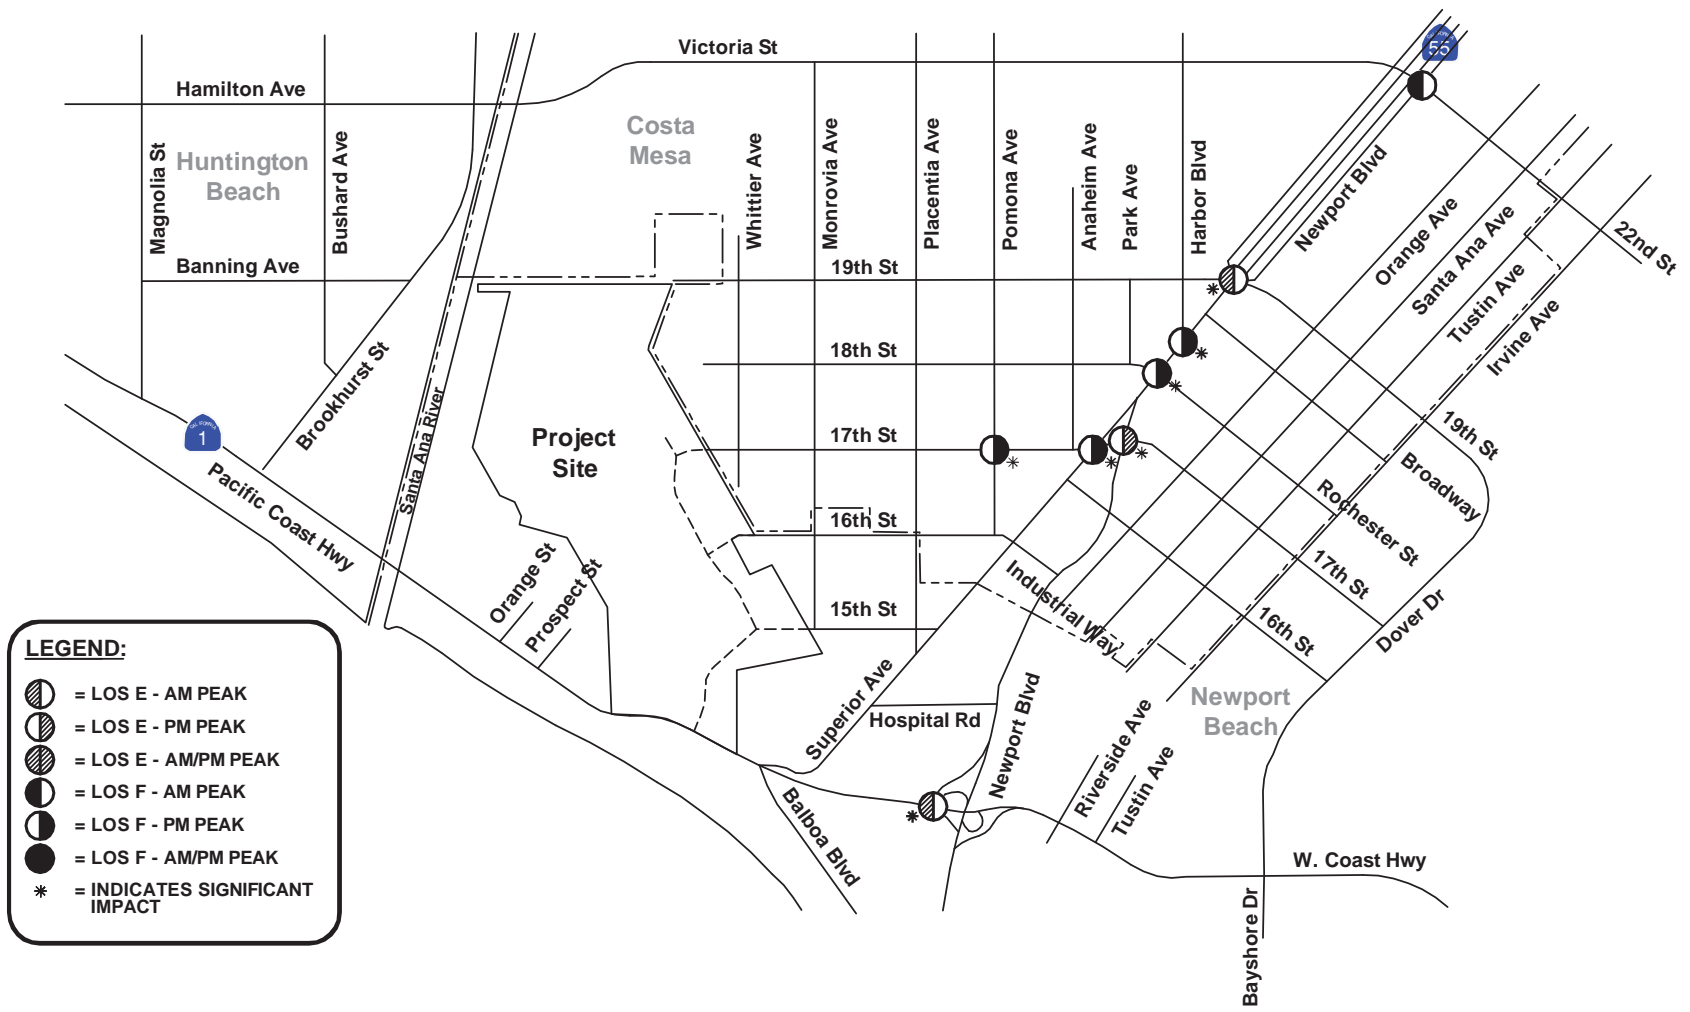 Victoria St
CALIFORNIA
55
Hamilton Ave
Costa
Mesa
Huntington
Beach
Magnolia St
Bushard Ave
Whittier Ave
Monrovia Ave
Placentia Ave
Pomona Ave
Anaheim Ave
Park Ave
Harbor Blvd
Newport Blvd
Orange Ave
Santa Ana Ave
Tustin Ave
Irvine Ave
22nd St
Banning Ave
19th St
18th St
Brookhurst St
Santa Ana River
CALIFORNIA
1
Pacific Coast Hwy
Project
Site
17th St
19th St
Broadway
Rochester St
17th St
16th St
Dover Dr
16th St
Industrial Way
Orange St
Prospect St
15th St
Superior Ave
Hospital Rd
Newport Blvd
Newport
Beach
Riverside Ave
Tustin Ave
Balboa Blvd
W. Coast Hwy
Bayshore Dr
LEGEND:
= LOS E - AM PEAK
= LOS E - PM PEAK
= LOS E - AM/PM PEAK
= LOS F - AM PEAK
= LOS F - PM PEAK
= LOS F - AM/PM PEAK
* = INDICATES SIGNIFICANT
IMPACT